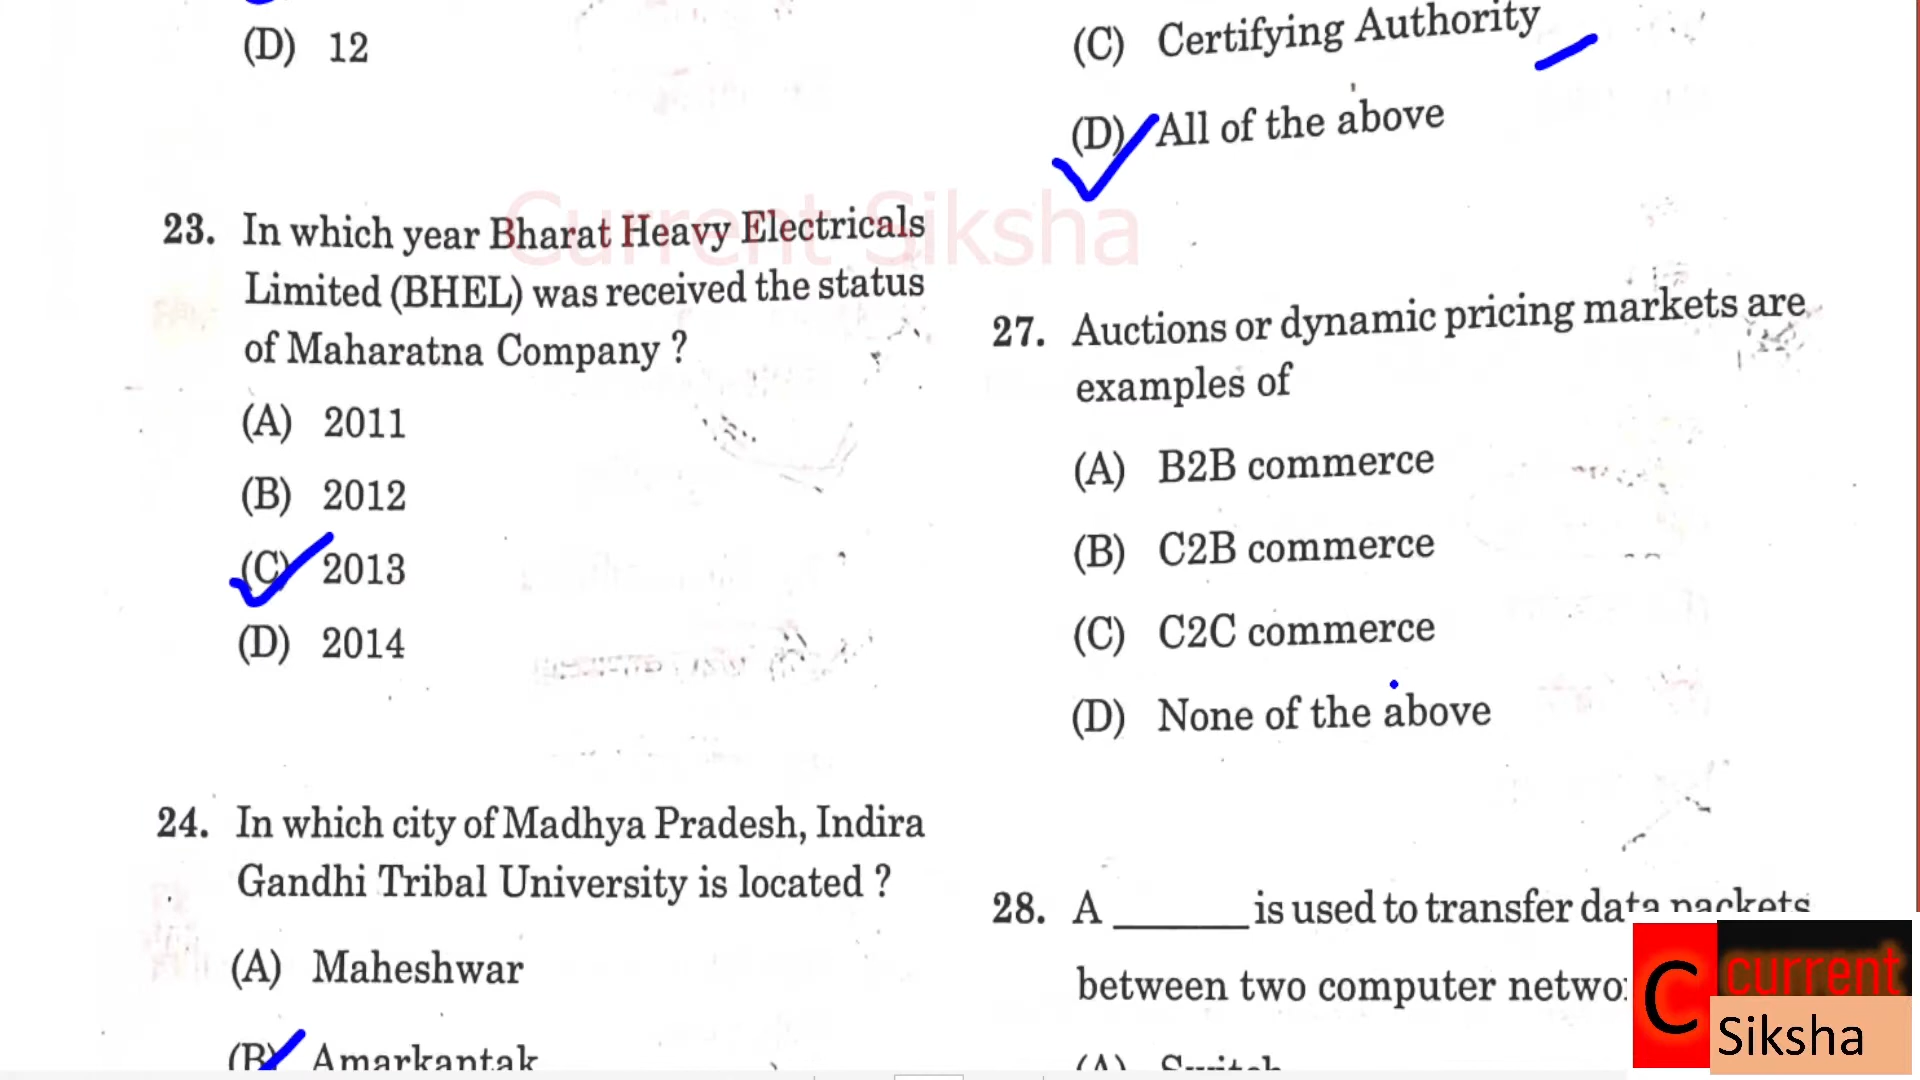 (D) 12
23. In which year Bharat Heavy Electricals
Limited (BHEL) was received the status
of Maharatna Company ?
(A) 2011
(B) 2012
(C) 2013
(D) 2014
24. In which city of Madhya Pradesh, Indira
Gandhi Tribal University is located ?
(A) Maheshwar
(B) Amarkantak
(C) Certifying Authority
(D) All of the above
27. Auctions or dynamic pricing markets are
examples of
(A) B2B commerce
(B) C2B commerce
(C) C2C commerce
(D) None of the above
28. A ______ is used to transfer data packets
between two computer networ
(A) Switch
Current Siksha
C current
Siksha